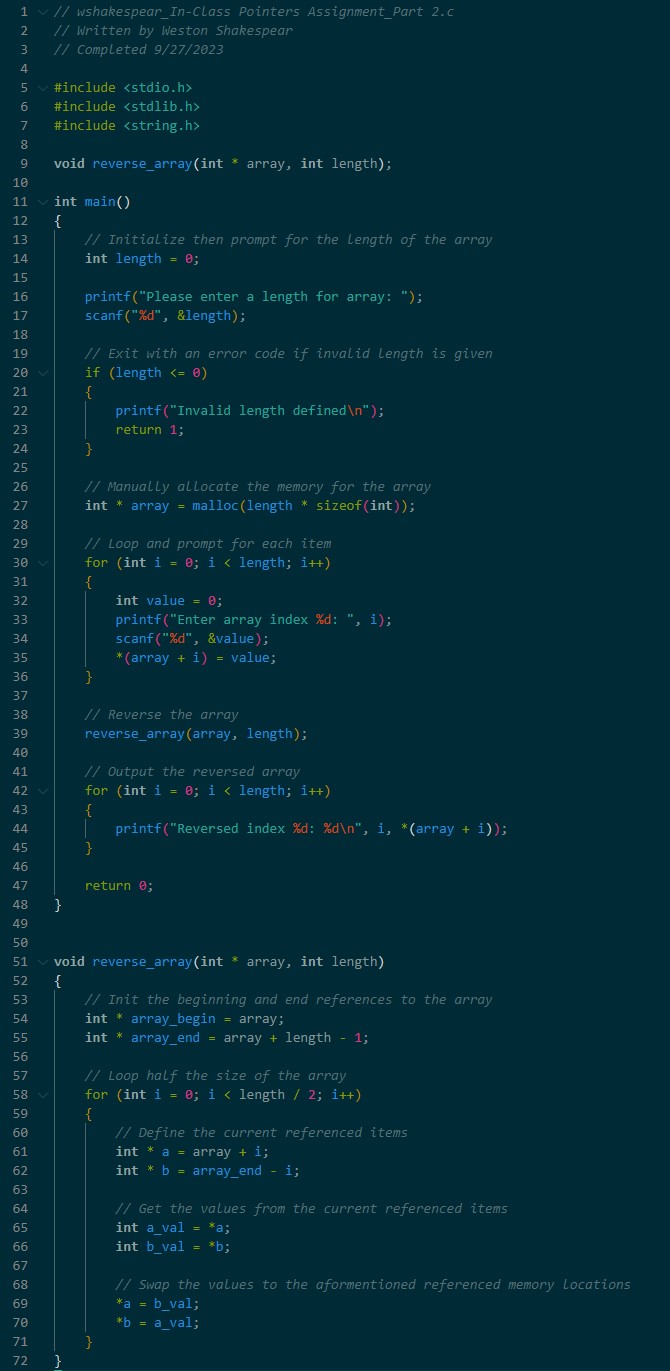 1 // wshakespear_In-Class Pointers Assignment_Part 2.c
2 // Written by Weston Shakespear
3 // Completed 9/27/2023
4
5 #include <stdio.h>
6 #include <stdlib.h>
7 #include <string.h>
8
9 void reverse_array(int * array, int length);
10
11 int main()
12 {
13     // Initialize then prompt for the length of the array
14     int length = 0;
15
16     printf("Please enter a length for array: ");
17     scanf("%d", &length);
18
19     // Exit with an error code if invalid length is given
20     if (length <= 0)
21     {
22         printf("Invalid length defined\n");
23         return 1;
24     }
25
26     // Manually allocate the memory for the array
27     int * array = malloc(length * sizeof(int));
28
29     // Loop and prompt for each item
30     for (int i = 0; i < length; i++)
31     {
32         int value = 0;
33         printf("Enter array index %d: ", i);
34         scanf("%d", &value);
35         *(array + i) = value;
36     }
37
38     // Reverse the array
39     reverse_array(array, length);
40
41     // Output the reversed array
42     for (int i = 0; i < length; i++)
43     {
44         printf("Reversed index %d: %d\n", i, *(array + i));
45     }
46
47     return 0;
48 }
49
50
51 void reverse_array(int * array, int length)
52 {
53     // Init the beginning and end references to the array
54     int * array_begin = array;
55     int * array_end = array + length - 1;
56
57     // Loop half the size of the array
58     for (int i = 0; i < length / 2; i++)
59     {
60         // Define the current referenced items
61         int * a = array + i;
62         int * b = array_end - i;
63
64         // Get the values from the current referenced items
65         int a_val = *a;
66         int b_val = *b;
67
68         // Swap the values to the aformentioned referenced memory locations
69         *a = b_val;
70         *b = a_val;
71     }
72 }